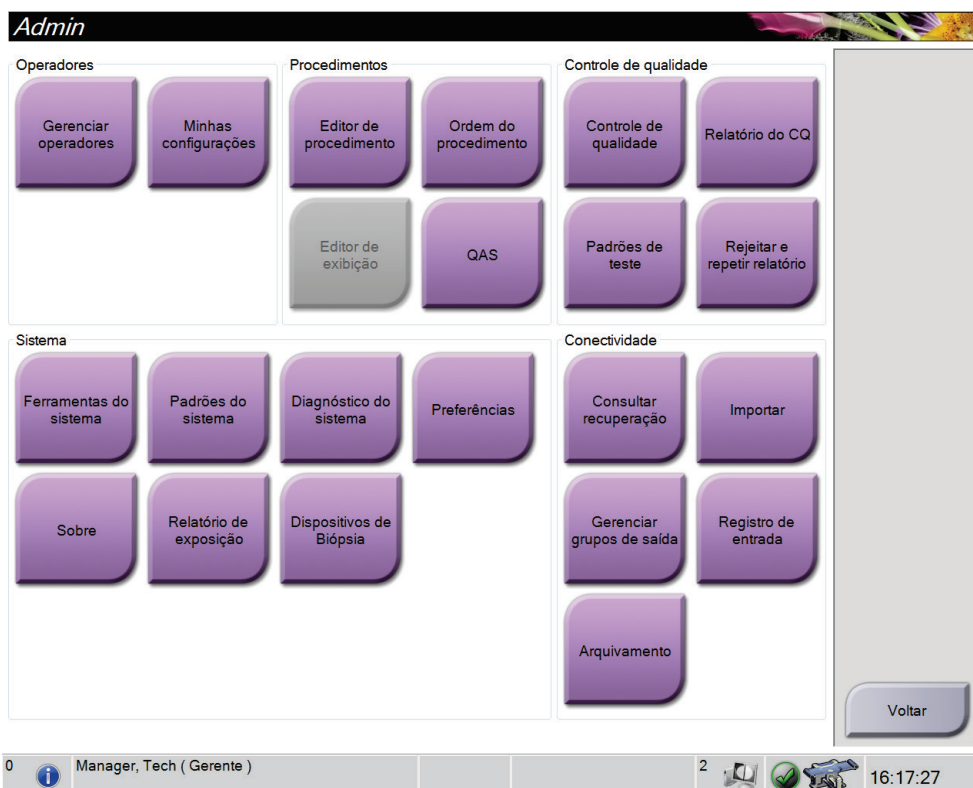 Admin
Operadores
Gerenciar
operadores
Minhas
configurações
Procedimentos
Editor de
procedimento
Ordem do
procedimento
Editor de
exibição
QAS
Controle de qualidade
Controle de
qualidade
Relatório do CQ
Padrões de
teste
Rejeitar e
repetir relatório
Sistema
Ferramentas do
sistema
Padrões do
sistema
Diagnóstico do
sistema
Preferências
Sobre
Relatório de
exposição
Dispositivos de
Biópsia
Conectividade
Consultar
recuperação
Importar
Gerenciar
grupos de saída
Registro de
entrada
Arquivamento
Voltar
0
Manager, Tech ( Gerente )
2
16:17:27